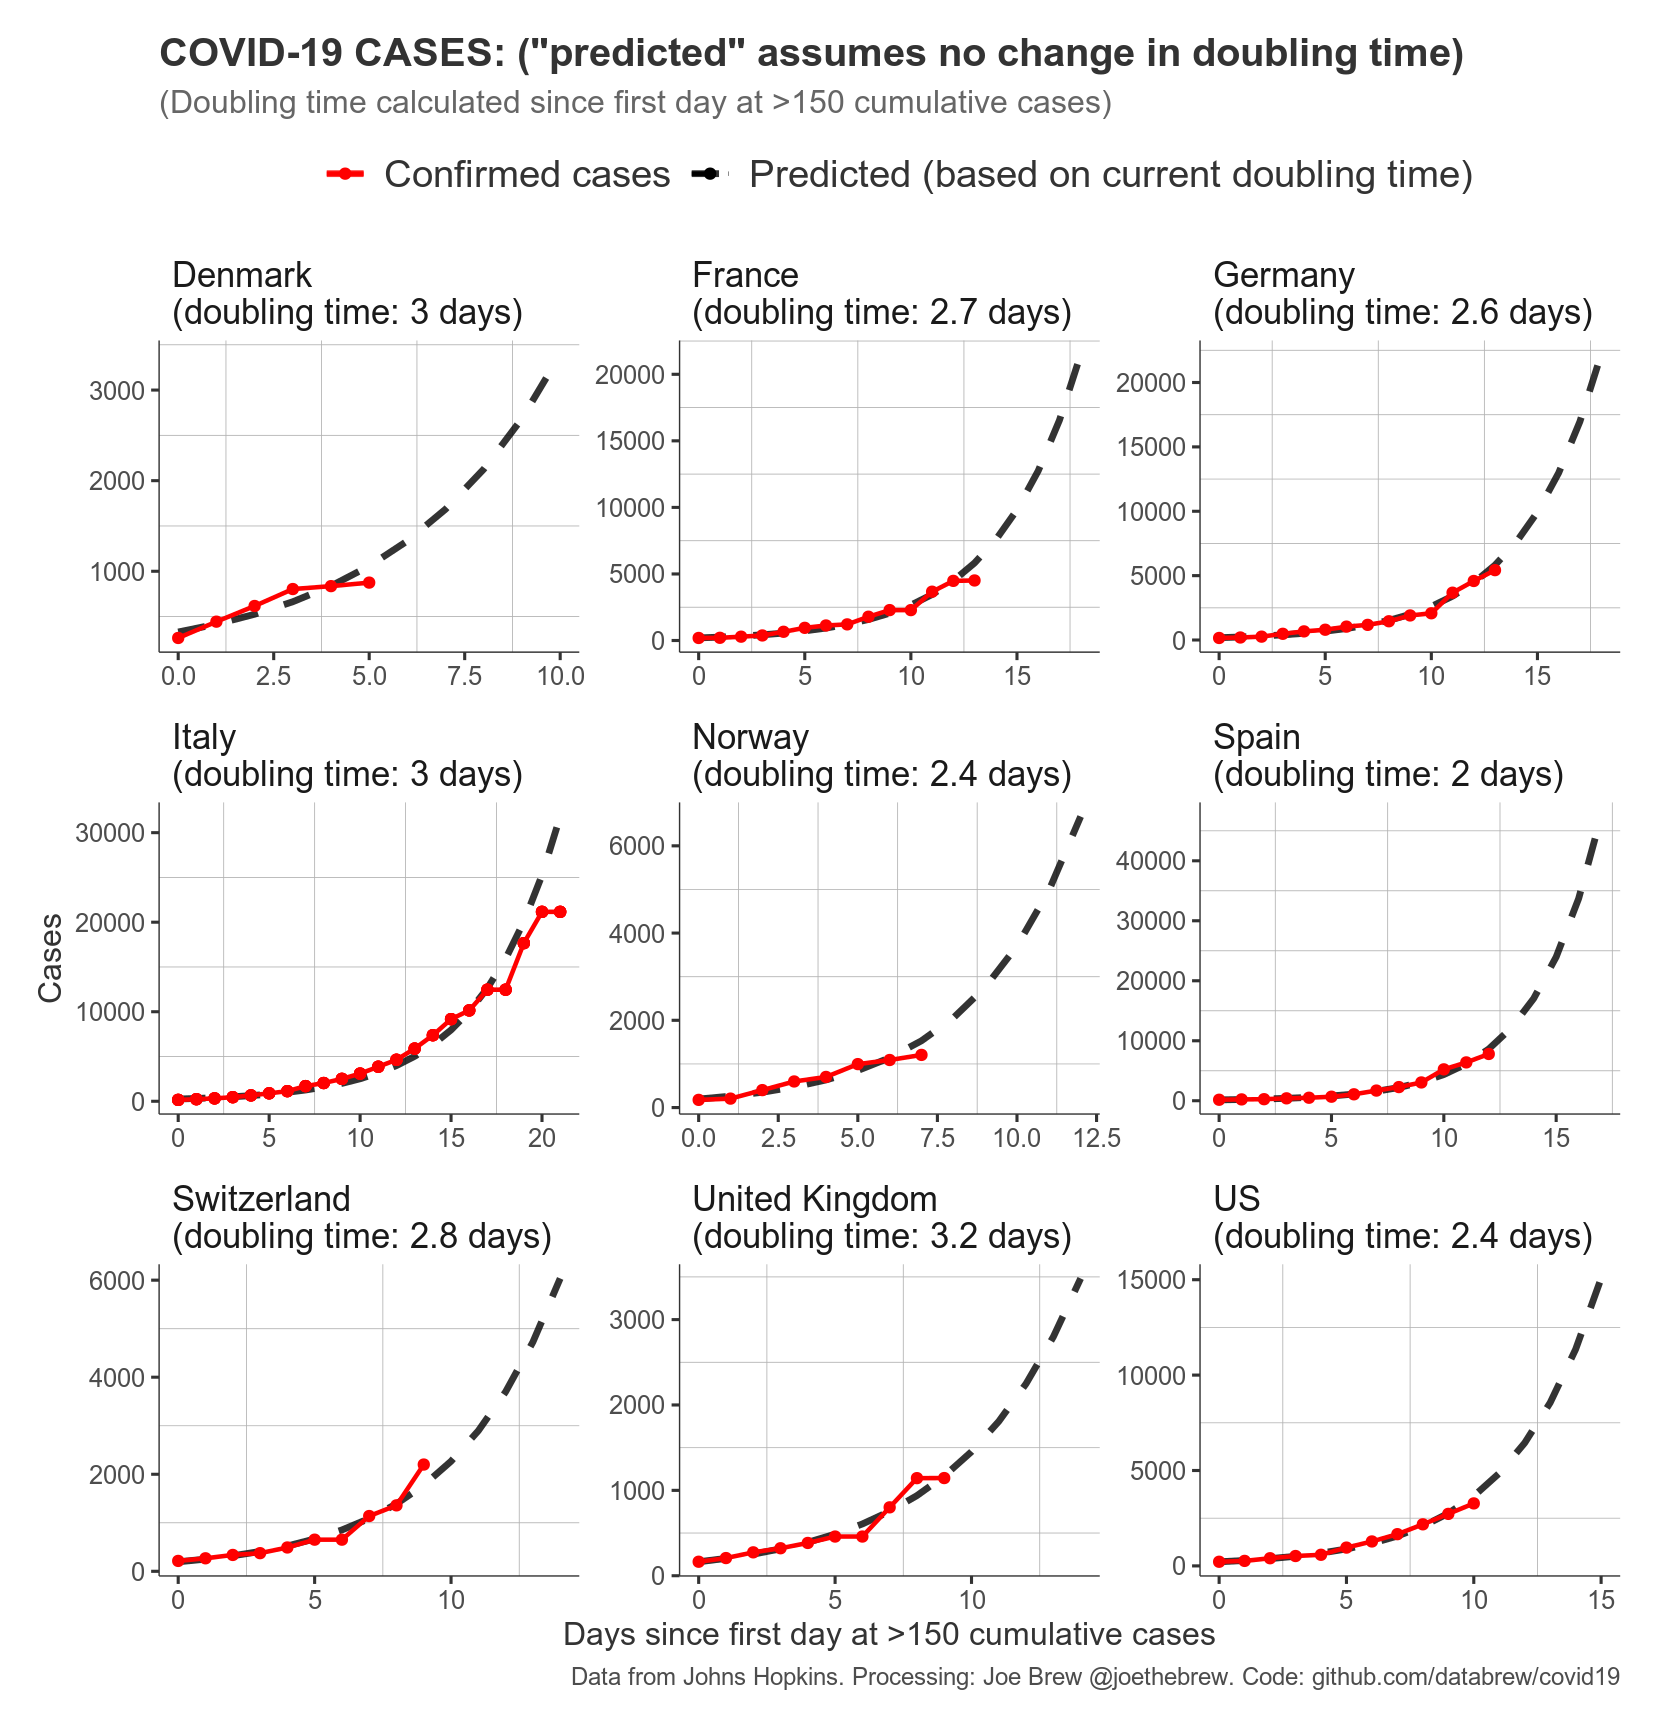 COVID-19 CASES: ("predicted" assumes no change in doubling time)
(Doubling time calculated since first day at >150 cumulative cases)
Confirmed cases
Predicted (based on current doubling time)
Denmark
(doubling time: 3 days)
3000
2000
1000
0.0 2.5 5.0 7.5 10.0
France
(doubling time: 2.7 days)
20000
15000
10000
5000
0
0 5 10 15
Germany
(doubling time: 2.6 days)
20000
15000
10000
5000
0
0 5 10 15
Cases
Italy
(doubling time: 3 days)
30000
20000
10000
0
0 5 10 15 20
Norway
(doubling time: 2.4 days)
6000
4000
2000
0
0.0 2.5 5.0 7.5 10.0 12.5
Spain
(doubling time: 2 days)
40000
30000
20000
10000
0
0 5 10 15
Switzerland
(doubling time: 2.8 days)
6000
4000
2000
0
0 5 10
United Kingdom
(doubling time: 3.2 days)
3000
2000
1000
0
0 5 10
US
(doubling time: 2.4 days)
15000
10000
5000
0
0 5 10 15
Days since first day at >150 cumulative cases
Data from Johns Hopkins. Processing: Joe Brew @joethebrew. Code: github.com/databrew/covid19